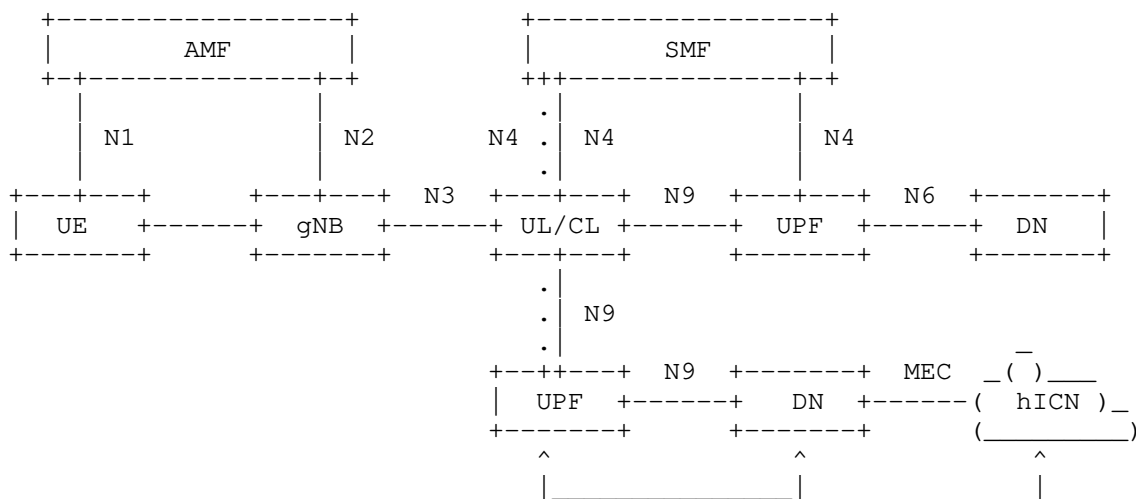 AMF SMF
N1 N2 N4 N4 N4
N3 N9 N6
UE gNB UL/CL UPF DN
N9
N9 MEC
UPF DN hICN